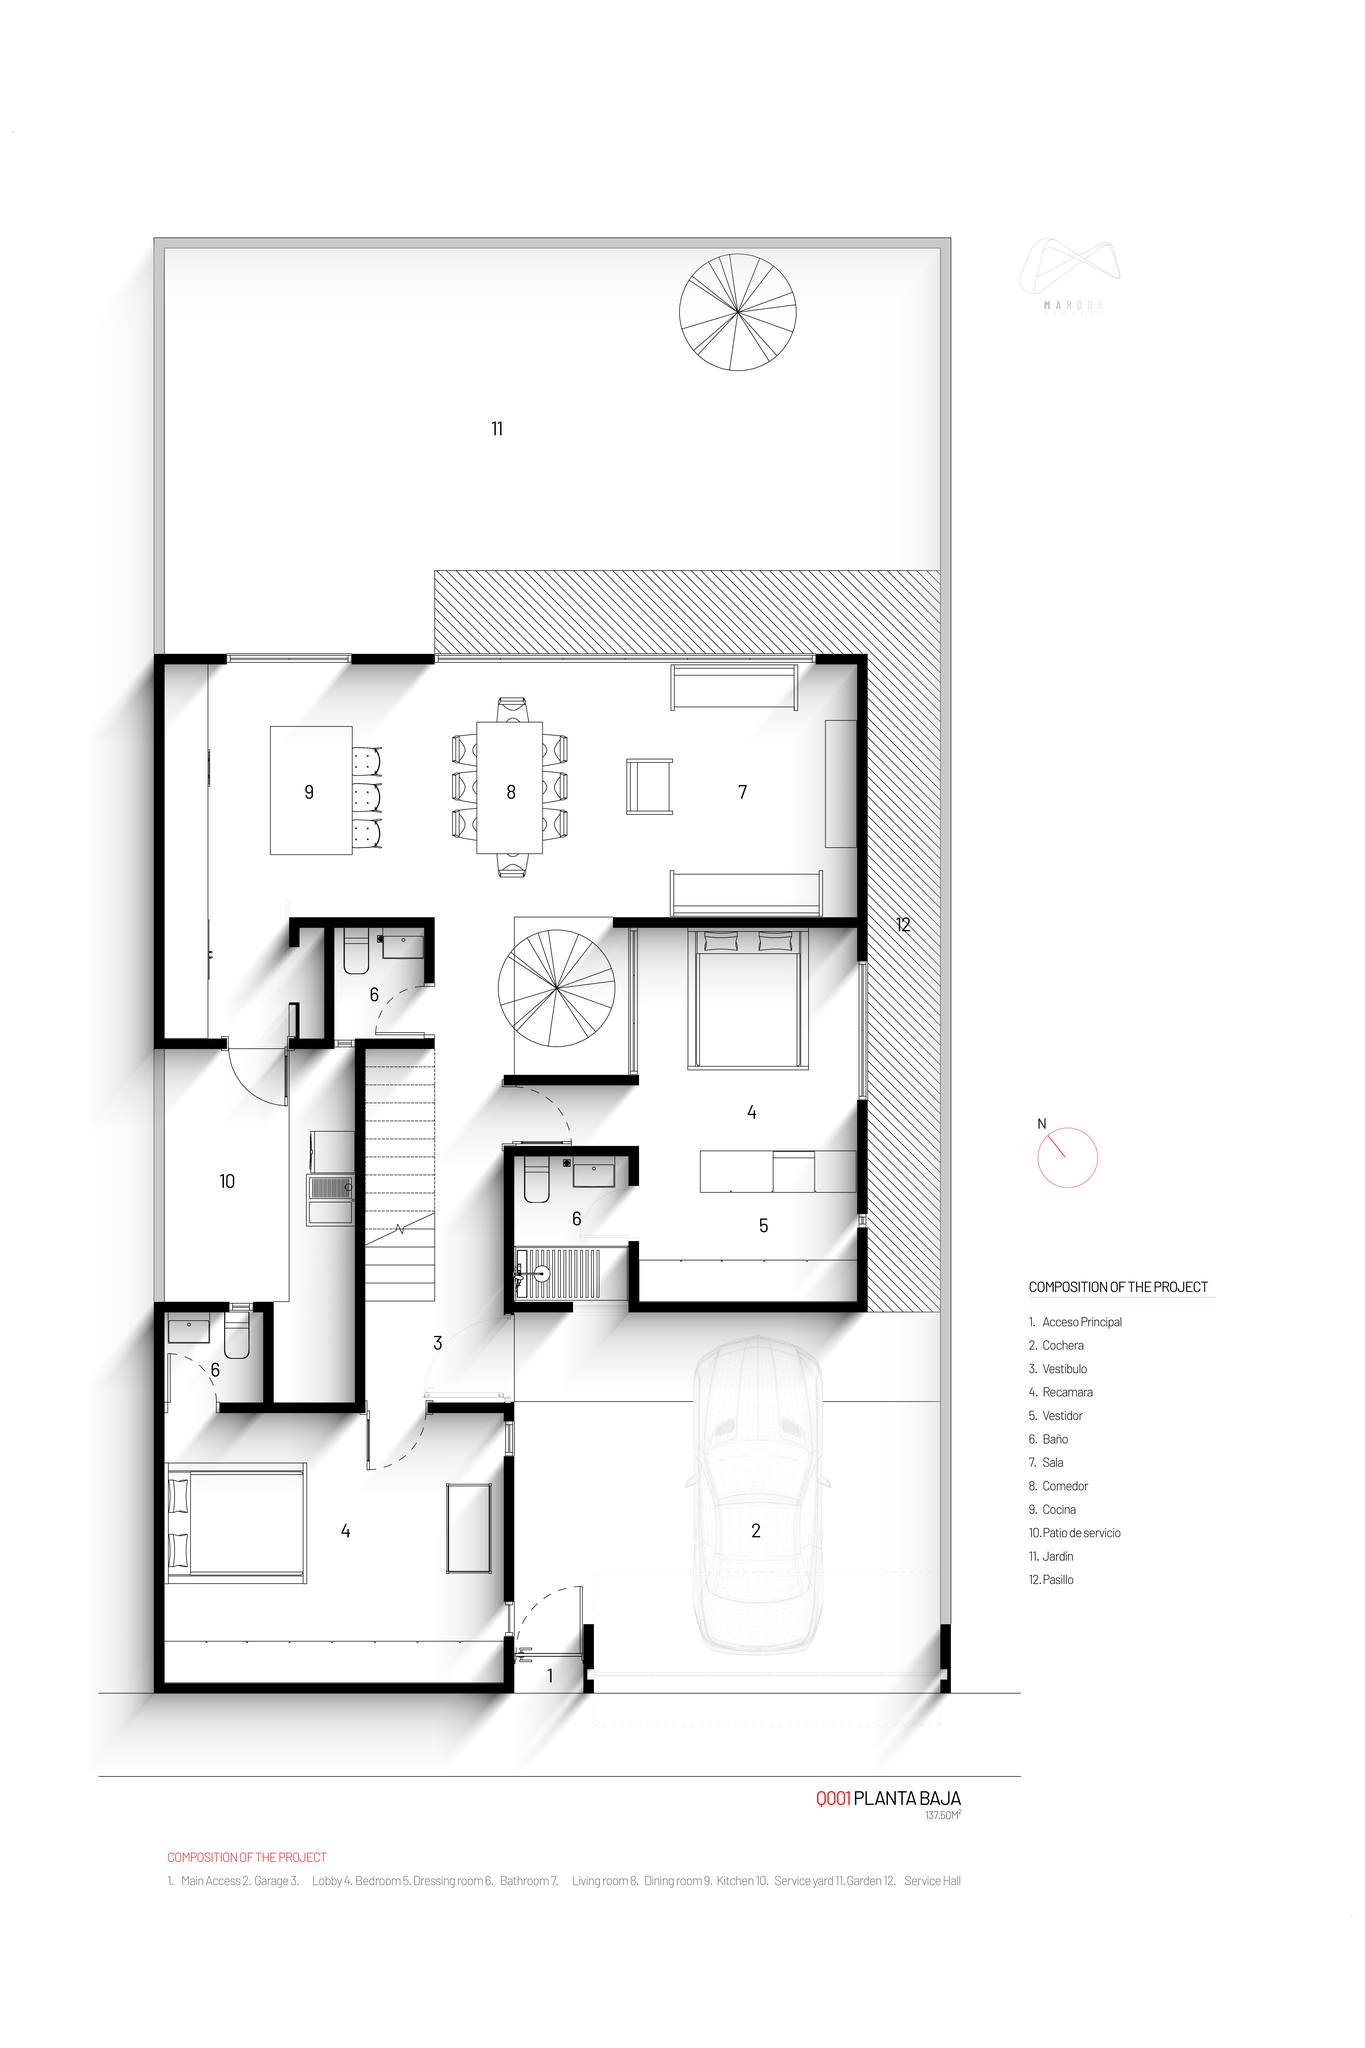 MARQDS
11
9
8
7
12
6
N
4
10
6
5
COMPOSITION OF THE PROJECT
1. Acceso Principal
3
2. Cochera
6
3. Vestíbulo
4. Recamara
5. Vestidor
6. Baño
7. Sala
8. Comedor
9. Cocina
4
2
10. Patio de servicio
11. Jardín
12. Pasillo
1
Q001 PLANTA BAJA
137.50M²
COMPOSITION OF THE PROJECT
1. Main Access 2. Garage 3. Lobby 4. Bedroom 5. Dressing room 6. Bathroom 7. Living room 8. Dining room 9. Kitchen 10. Service yard 11. Garden 12. Service Hall